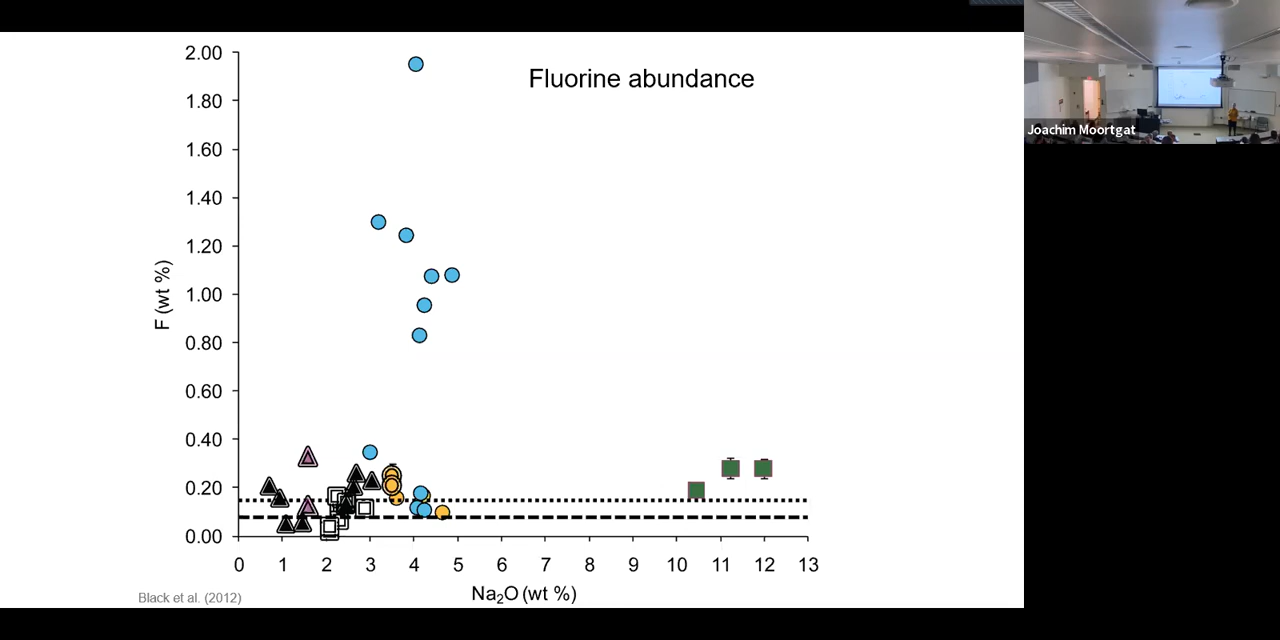 Fluorine abundance
F (wt %)
2.00
1.80
1.60
1.40
1.20
1.00
0.80
0.60
0.40
0.20
0.00
0 1 2 3 4 5 6 7 8 9 10 11 12 13
Na₂O (wt %)
Black et al. (2012)
Joachim Moortgat